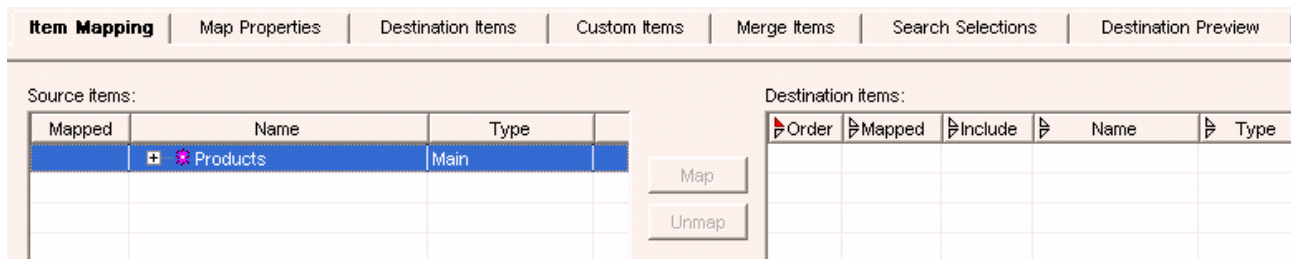 Item Mapping Map Properties Destination Items Custom Items Merge Items Search Selections Destination Preview
Source items: Destination items:
Mapped Name Type Order Mapped Include Name Type
Products Main
Map
Unmap